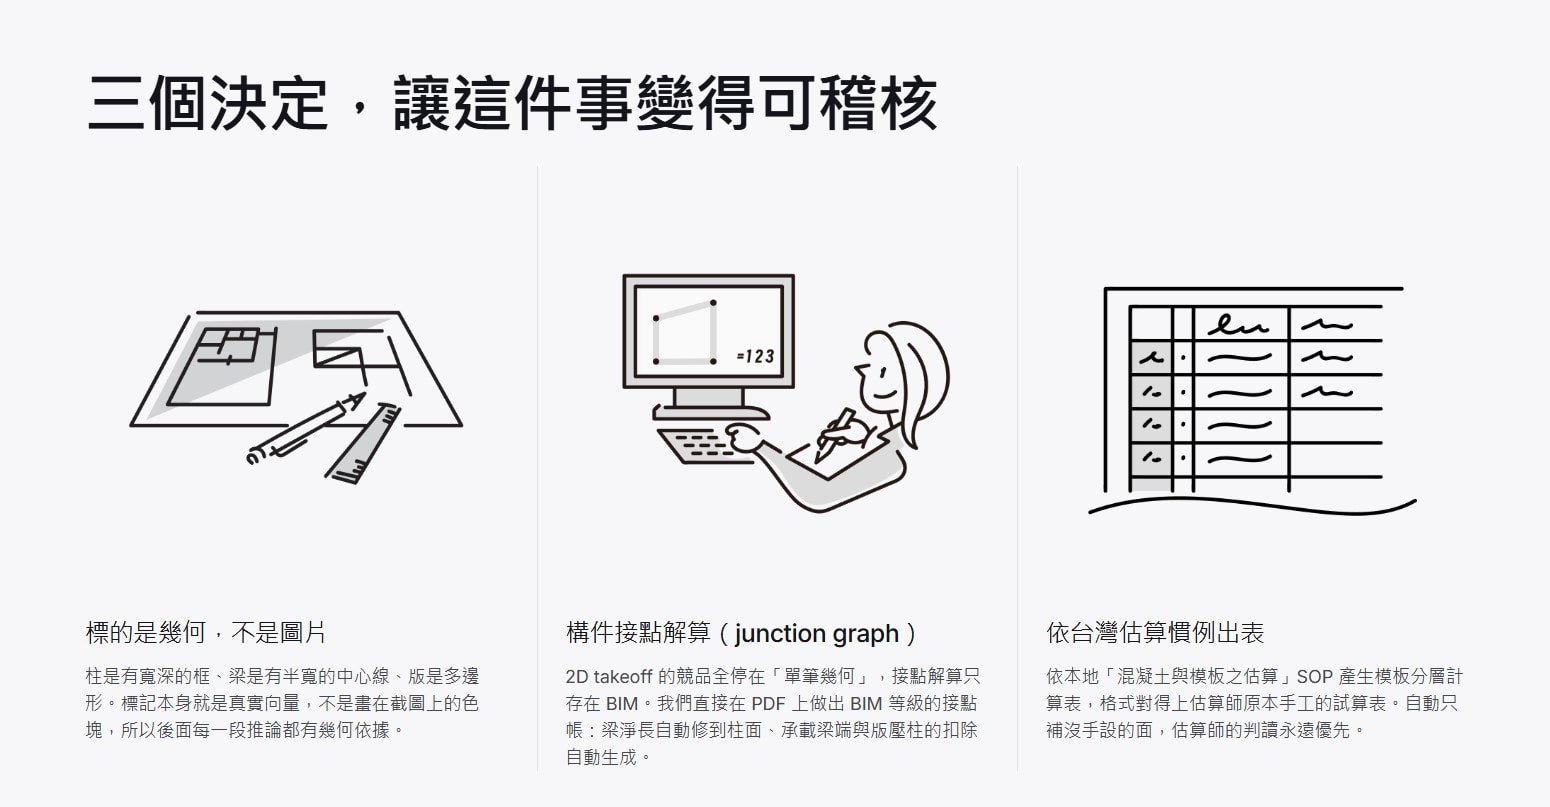 三個決定，讓這件事變得可稽核
=123
標的是幾何，不是圖片
柱是有寬深的框、梁是有半寬的中心線、版是多邊
形。標記本身就是真實向量，不是畫在截圖上的色
塊，所以後面每一段推論都有幾何依據。
構件接點解算（junction graph）
2D takeoff 的競品全停在「單筆幾何」，接點解算只
存在 BIM。我們直接在 PDF 上做出 BIM 等級的接點
帳：梁淨長自動修到柱面、承載梁端與版壓柱的扣除
自動生成。
依台灣估算慣例出表
依本地「混凝土與模板之估算」SOP 產生模板分層計
算表，格式對得上估算師原本手工的試算表。自動只
補沒手設的面，估算師的判讀永遠優先。